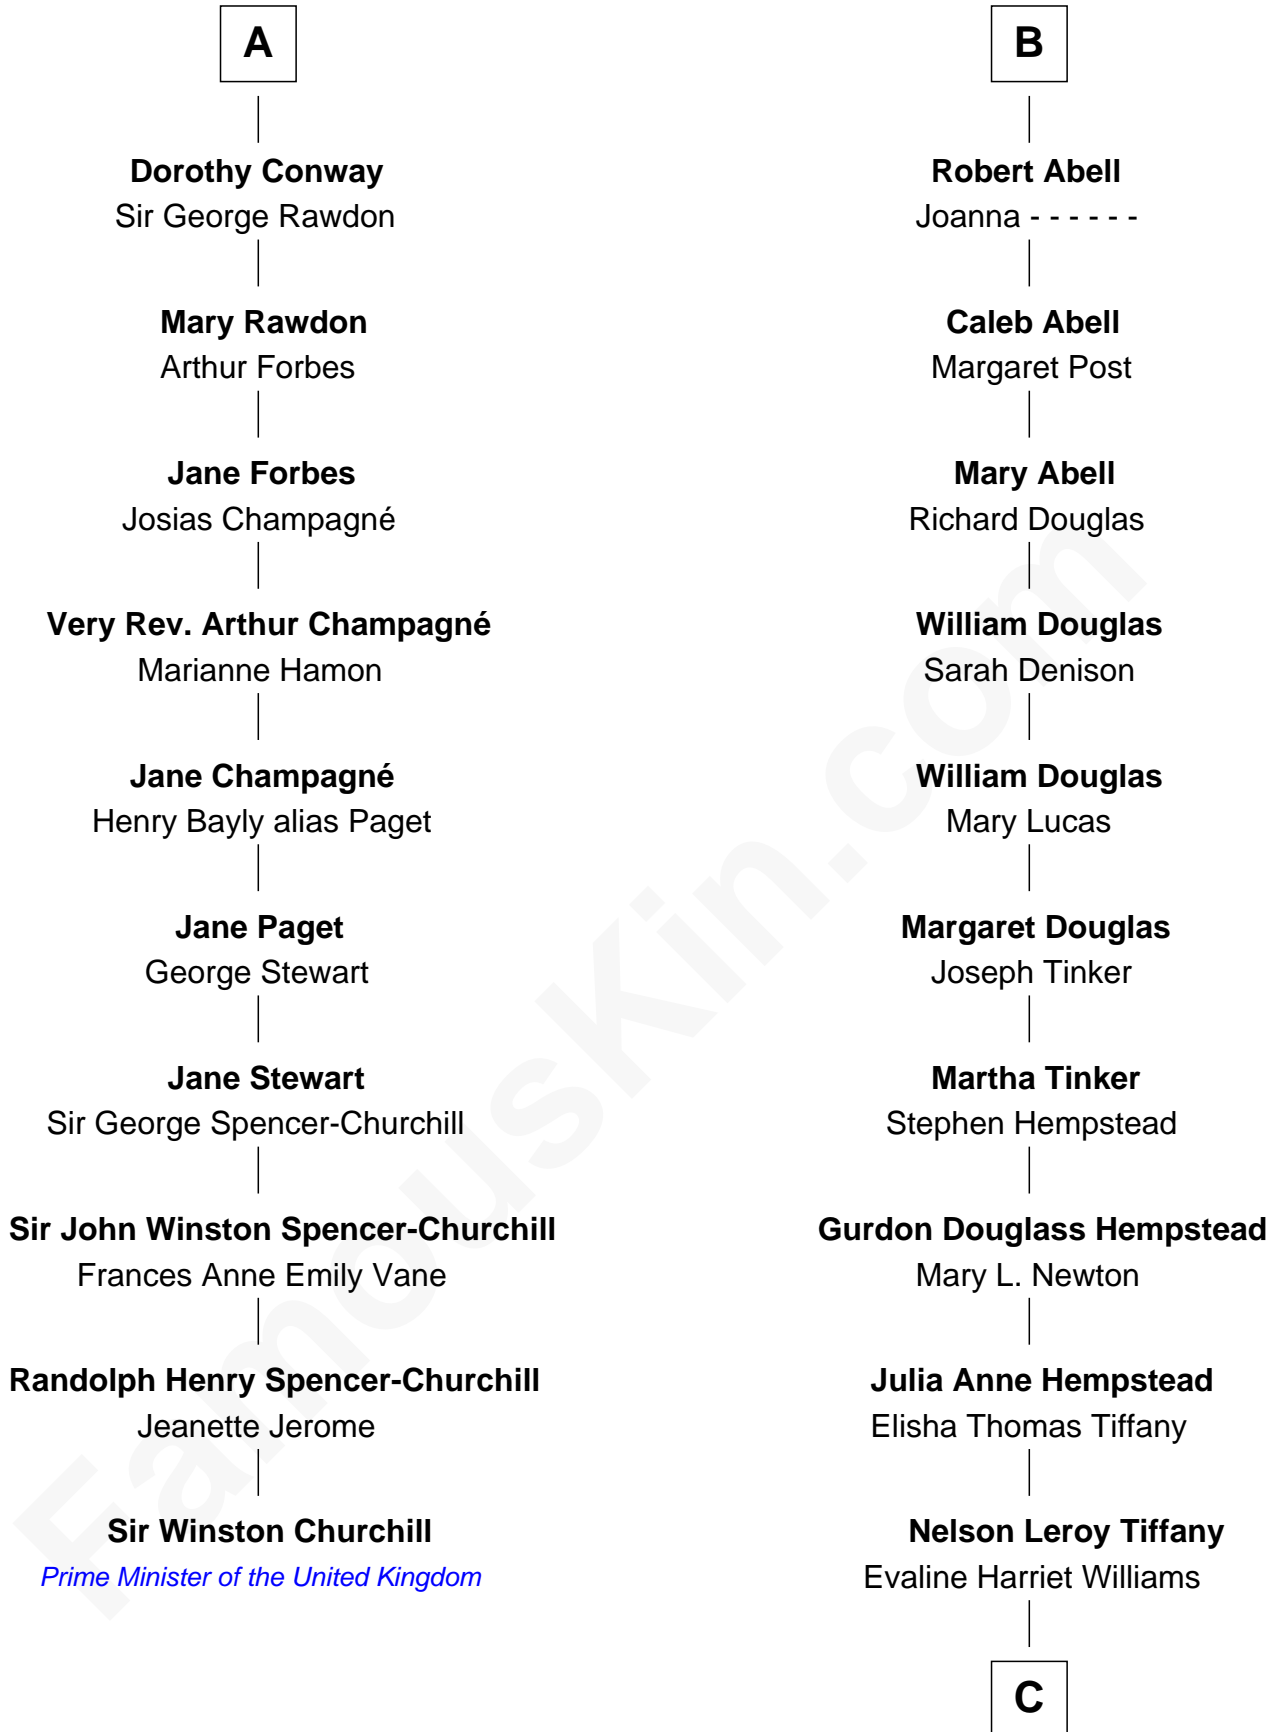 A
Dorothy Conway
Sir George Rawdon
Mary Rawdon
Arthur Forbes
Jane Forbes
Josias Champagné
Very Rev. Arthur Champagné
Marianne Hamon
Jane Champagné
Henry Bayly alias Paget
Jane Paget
George Stewart
Jane Stewart
Sir George Spencer-Churchill
Sir John Winston Spencer-Churchill
Frances Anne Emily Vane
Randolph Henry Spencer-Churchill
Jeanette Jerome
Sir Winston Churchill
Prime Minister of the United Kingdom
B
Robert Abell
Joanna - - - - - -
Caleb Abell
Margaret Post
Mary Abell
Richard Douglas
William Douglas
Sarah Denison
William Douglas
Mary Lucas
Margaret Douglas
Joseph Tinker
Martha Tinker
Stephen Hempstead
Gurdon Douglass Hempstead
Mary L. Newton
Julia Anne Hempstead
Elisha Thomas Tiffany
Nelson Leroy Tiffany
Evaline Harriet Williams
C
FamousKin.com